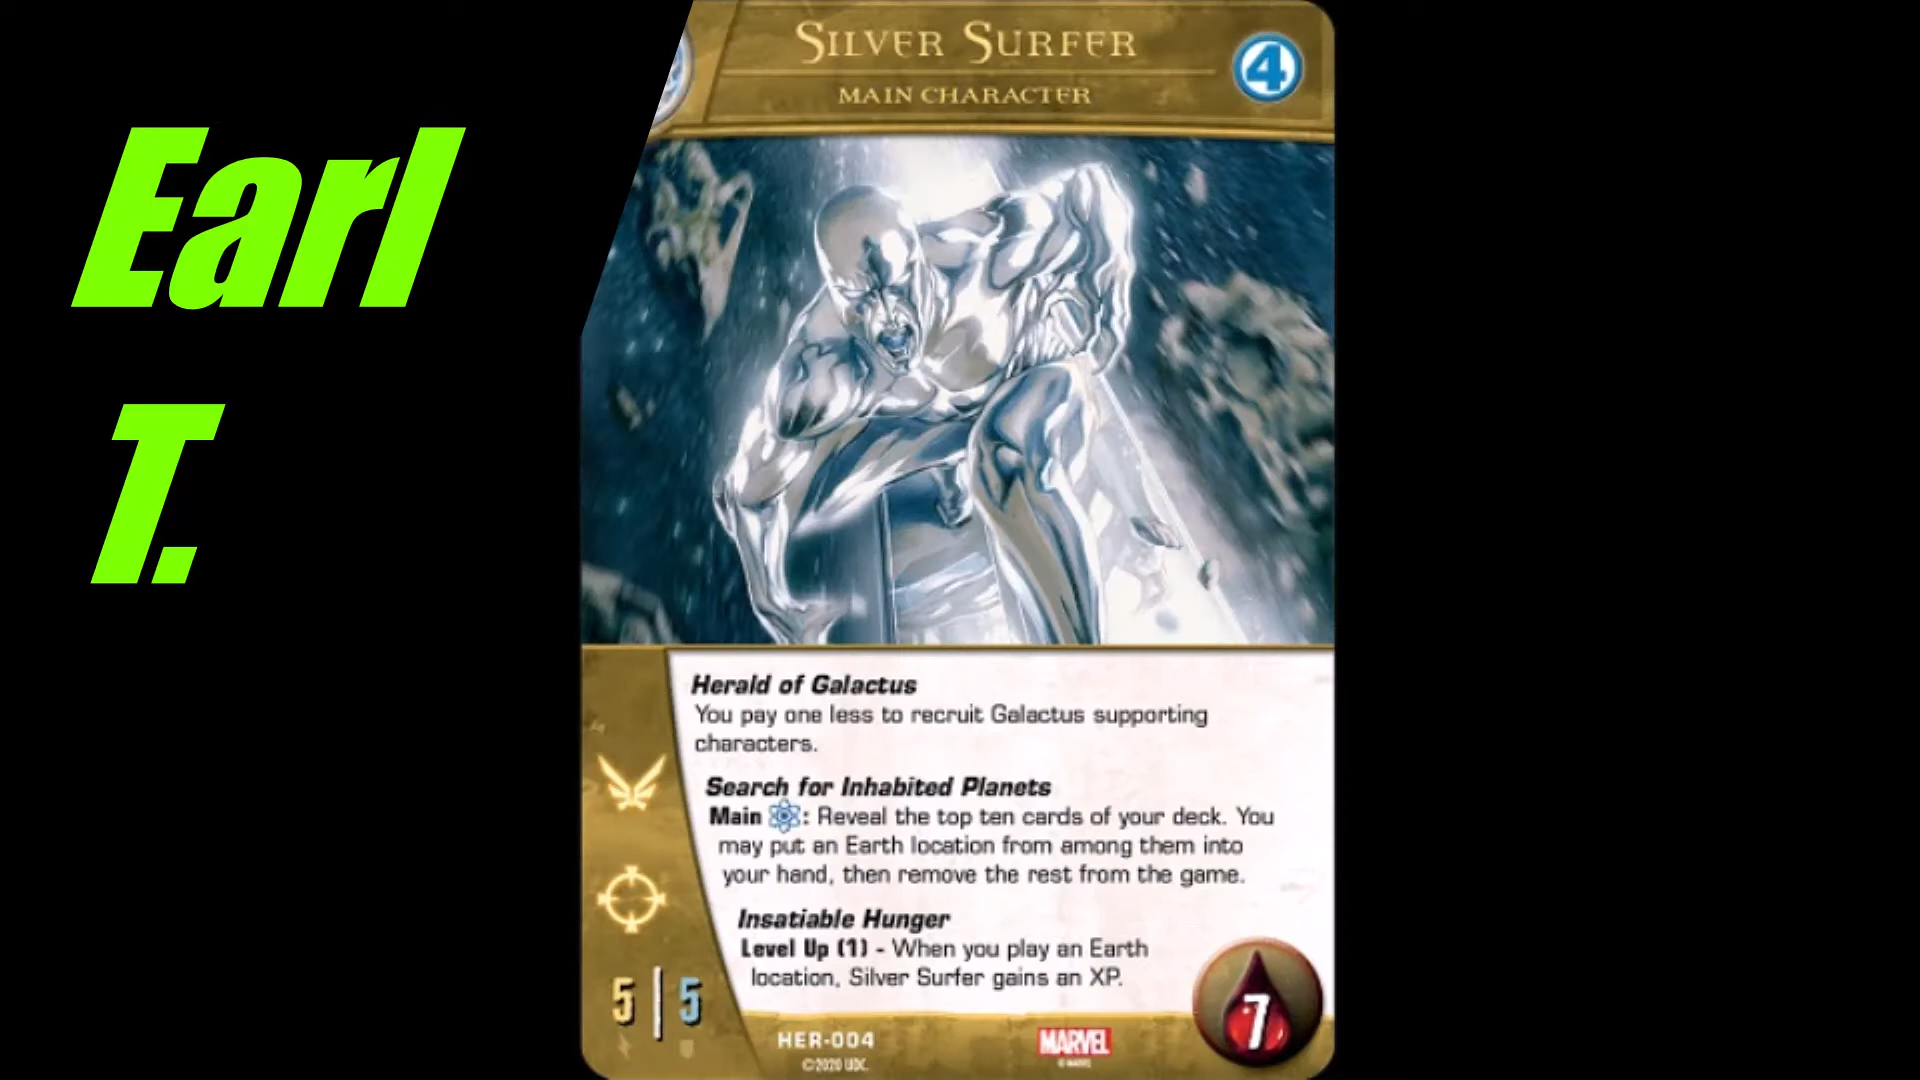 Earl
T.
SILVER SURFER
MAIN CHARACTER
4
Herald of Galactus
You pay one less to recruit Galactus supporting
characters.
Search for Inhabited Planets
Main : Reveal the top ten cards of your deck. You
may put an Earth location from among them into
your hand, then remove the rest from the game.
Insatiable Hunger
Level Up (1) - When you play an Earth
location, Silver Surfer gains an XP.
5 | 5
7
HER-004
MARVEL
©2020 UDC.
© MARVEL